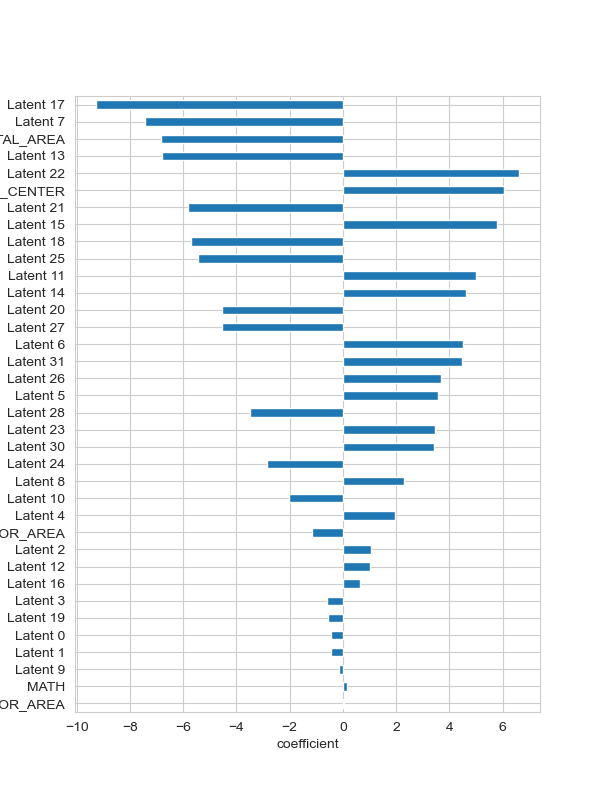 Latent 17
Latent 7
TAL_AREA
Latent 13
Latent 22
_CENTER
Latent 21
Latent 15
Latent 18
Latent 25
Latent 11
Latent 14
Latent 20
Latent 27
Latent 6
Latent 31
Latent 26
Latent 5
Latent 28
Latent 23
Latent 30
Latent 24
Latent 8
Latent 10
Latent 4
OR_AREA
Latent 2
Latent 12
Latent 16
Latent 3
Latent 19
Latent 0
Latent 1
Latent 9
MATH
OR_AREA
−10 −8 −6 −4 −2 0 2 4 6
coefficient